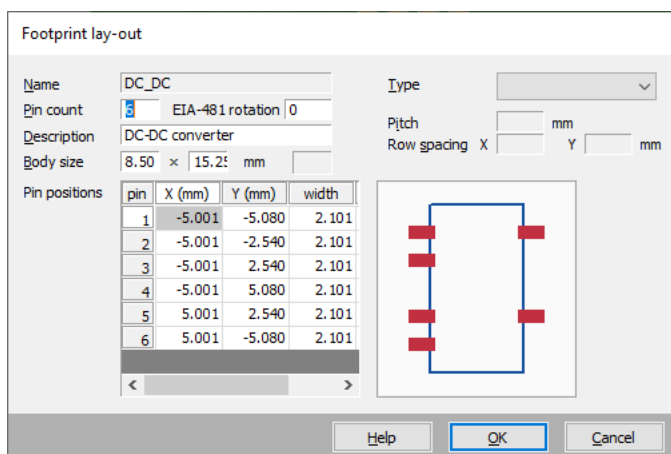 Footprint lay-out
Name DC_DC Type
Pin count 6 EIA-481 rotation 0
Pitch mm
Description DC-DC converter
Row spacing X Y mm
Body size 8.50 × 15.25 mm
Pin positions pin X (mm) Y (mm) width
1 -5.001 -5.080 2.101
2 -5.001 -2.540 2.101
3 -5.001 2.540 2.101
4 -5.001 5.080 2.101
5 5.001 2.540 2.101
6 5.001 -5.080 2.101
Help OK Cancel